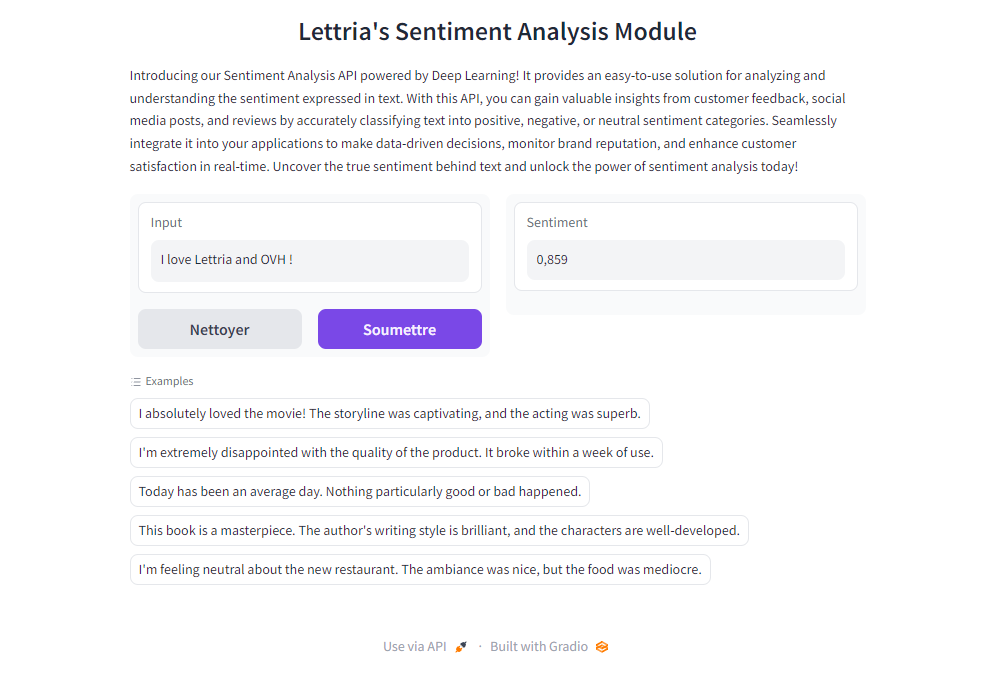 Lettria's Sentiment Analysis Module
Introducing our Sentiment Analysis API powered by Deep Learning! It provides an easy-to-use solution for analyzing and
understanding the sentiment expressed in text. With this API, you can gain valuable insights from customer feedback, social
media posts, and reviews by accurately classifying text into positive, negative, or neutral sentiment categories. Seamlessly
integrate it into your applications to make data-driven decisions, monitor brand reputation, and enhance customer
satisfaction in real-time. Uncover the true sentiment behind text and unlock the power of sentiment analysis today!
Input
I love Lettria and OVH !
Nettoyer
Soumettre
Sentiment
0,859
Examples
I absolutely loved the movie! The storyline was captivating, and the acting was superb.
I'm extremely disappointed with the quality of the product. It broke within a week of use.
Today has been an average day. Nothing particularly good or bad happened.
This book is a masterpiece. The author's writing style is brilliant, and the characters are well-developed.
I'm feeling neutral about the new restaurant. The ambiance was nice, but the food was mediocre.
Use via API · Built with Gradio